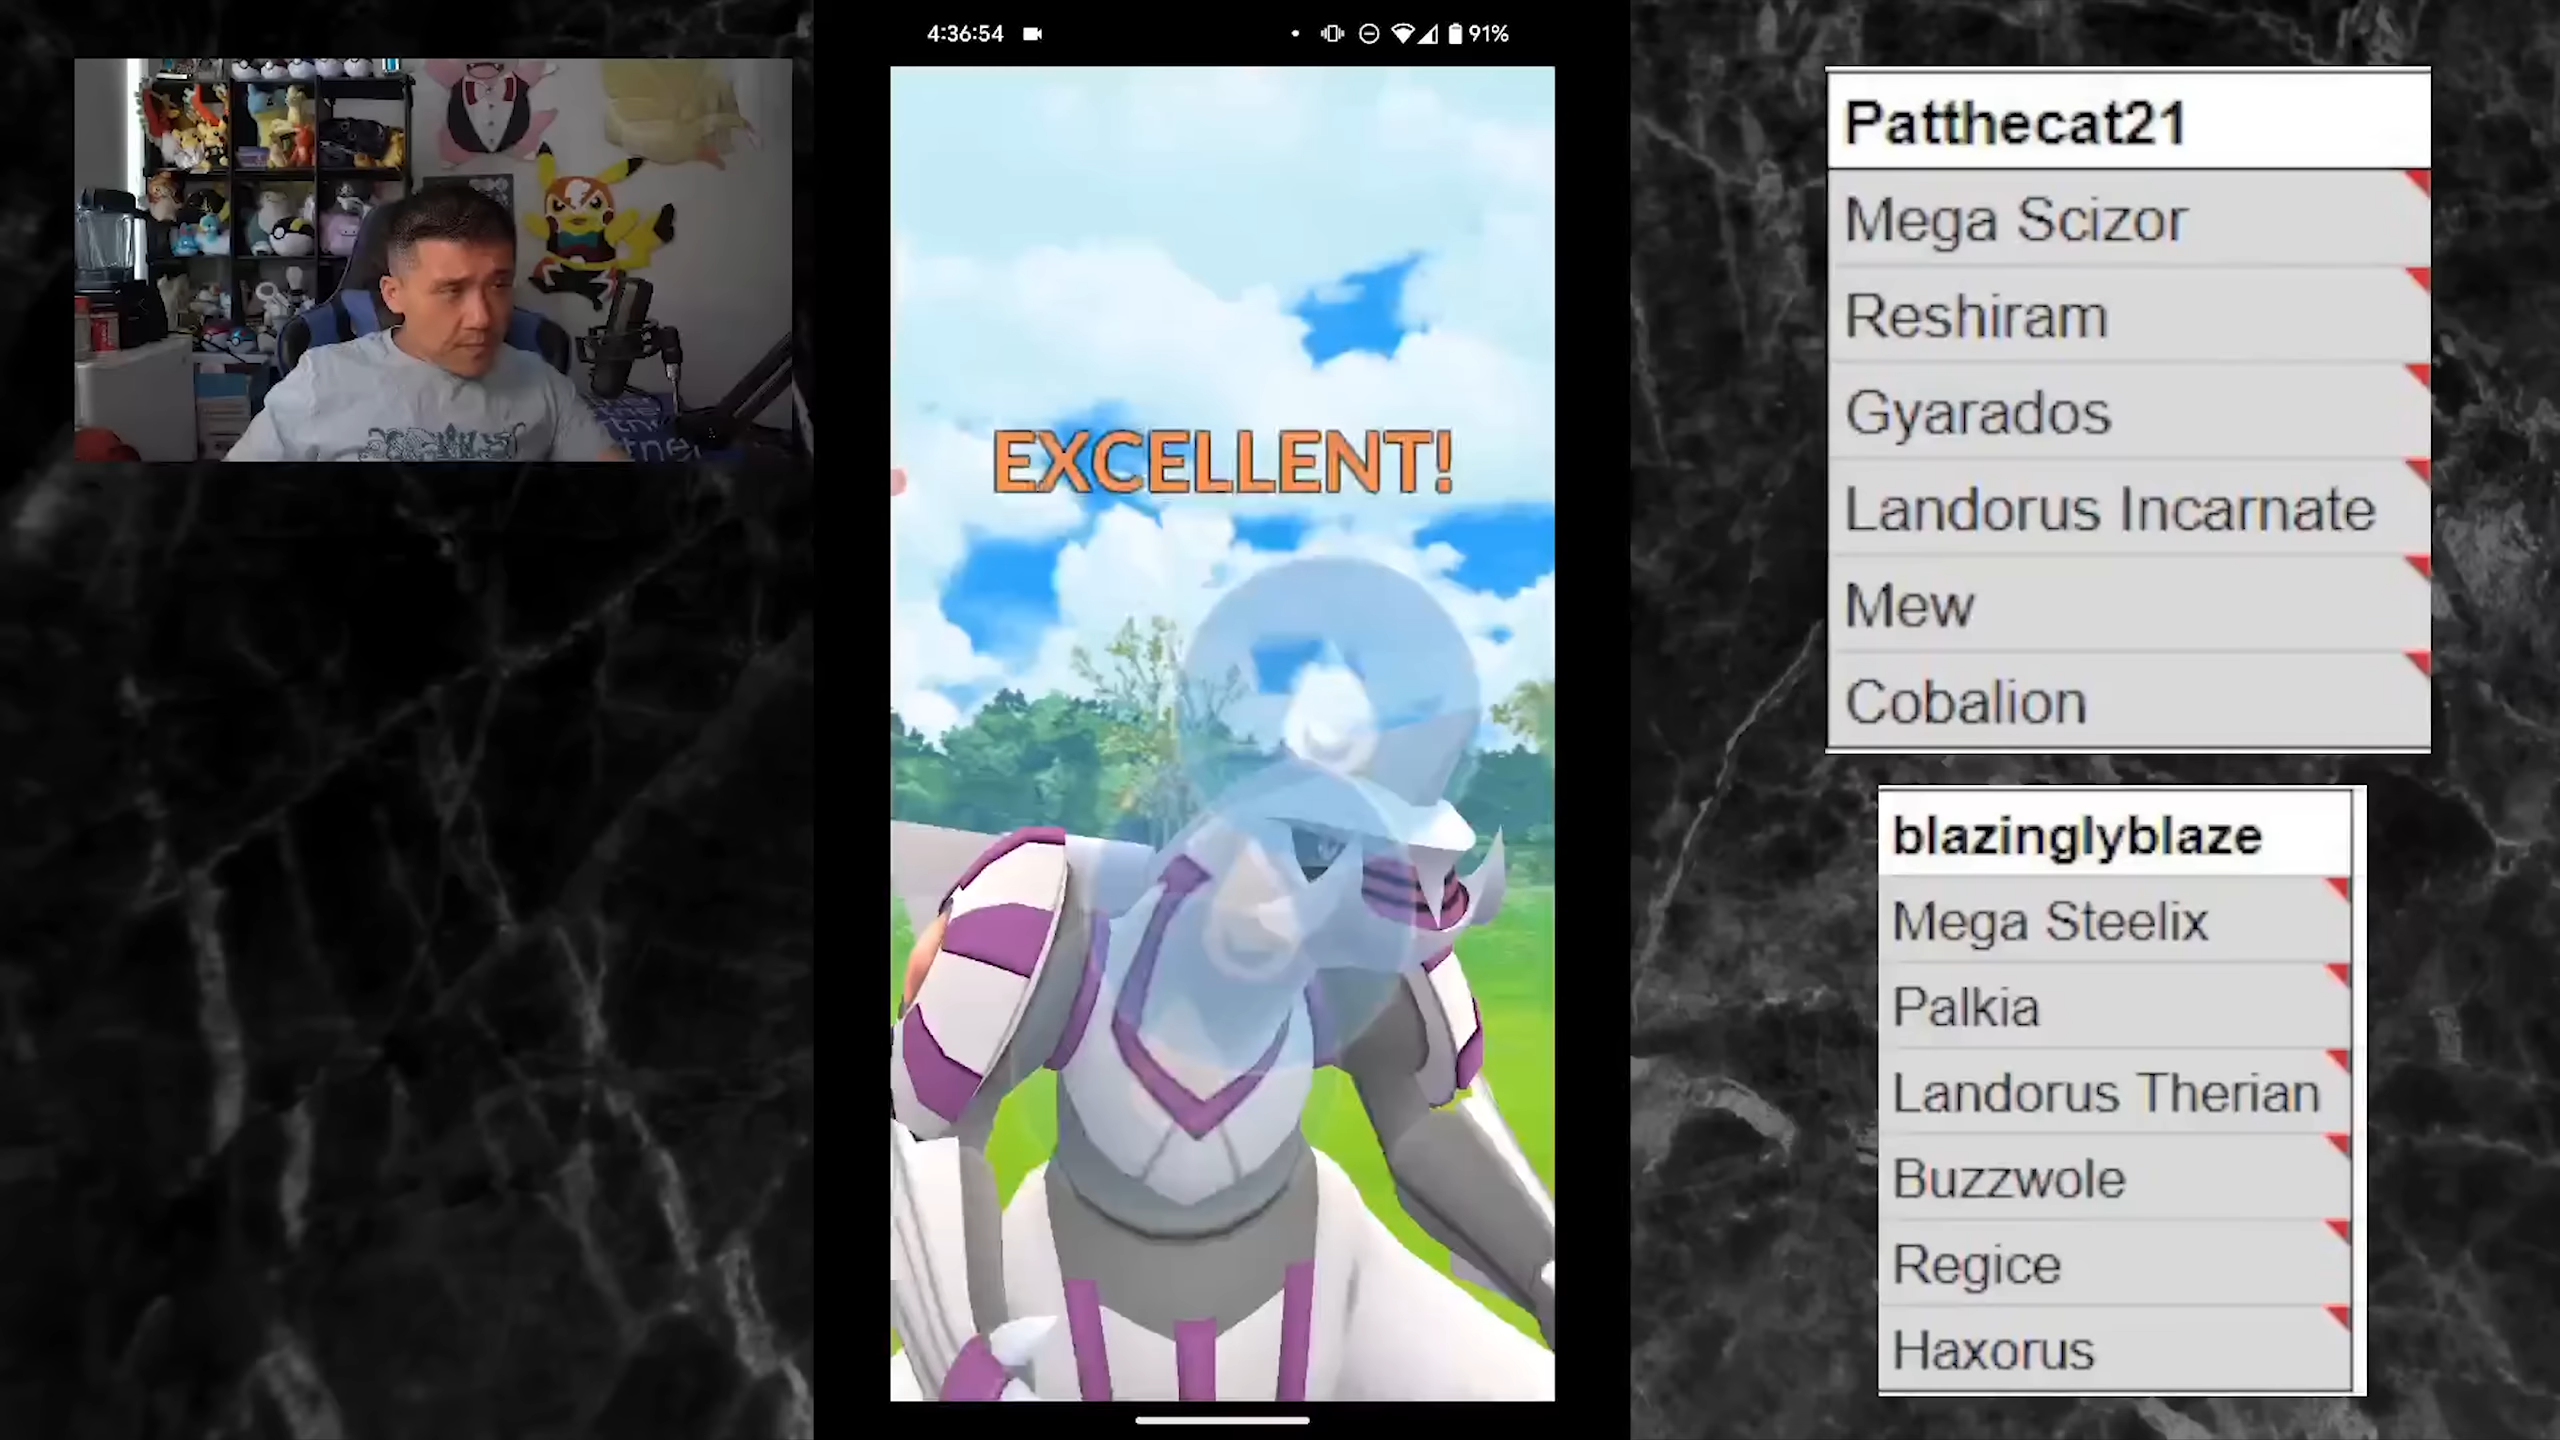 4:36:54
91%
EXCELLENT!
Patthecat21
Mega Scizor
Reshiram
Gyarados
Landorus Incarnate
Mew
Cobalion
blazinglyblaze
Mega Steelix
Palkia
Landorus Therian
Buzzwole
Regice
Haxorus